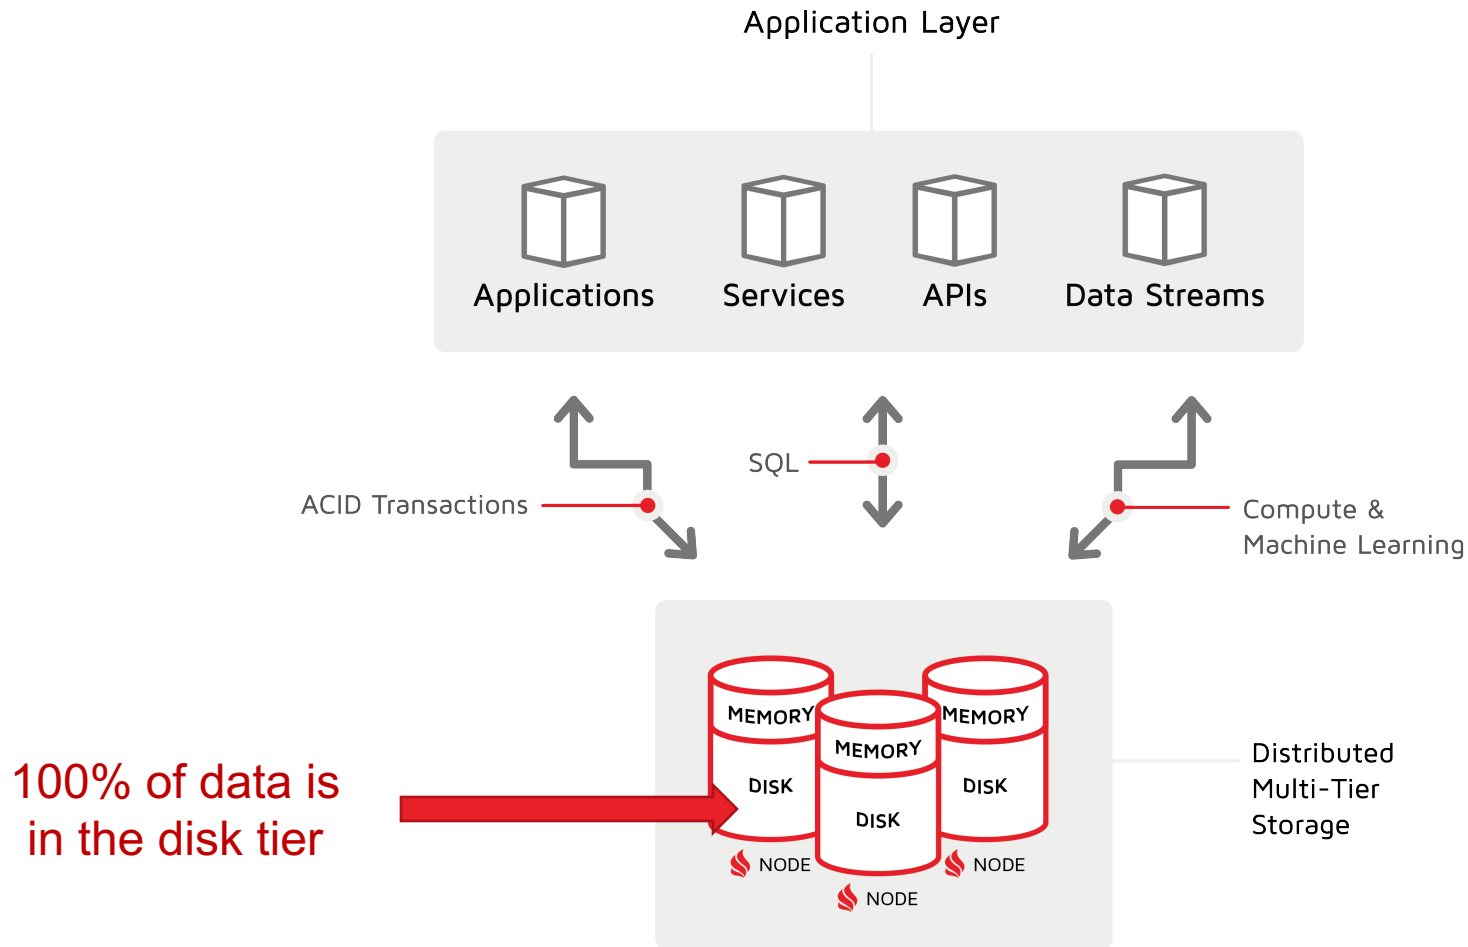 Application Layer
Applications
Services
APIs
Data Streams
SQL
ACID Transactions
Compute &
Machine Learning
MEMORY
MEMORY
MEMORY
DISK
DISK
DISK
NODE
NODE
NODE
Distributed
Multi-Tier
Storage
100% of data is
in the disk tier